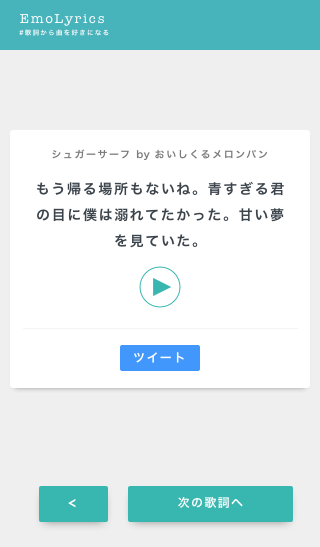 EmoLyrics
#歌詞から曲を好きになる
シュガーサーフ by おいしくるメロンパン
もう帰る場所もないね。青すぎる君
の目に僕は溺れてたかった。甘い夢
を見ていた。
ツイート
<
次の歌詞へ